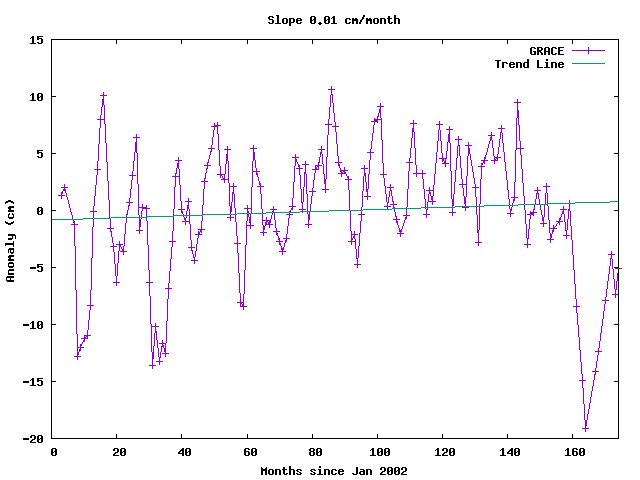 Slope 0.01 cm/month
15
10
5
0
-5
-10
-15
-20
Anomaly (cm)
GRACE
Trend Line
0 20 40 60 80 100 120 140 160
Months since Jan 2002